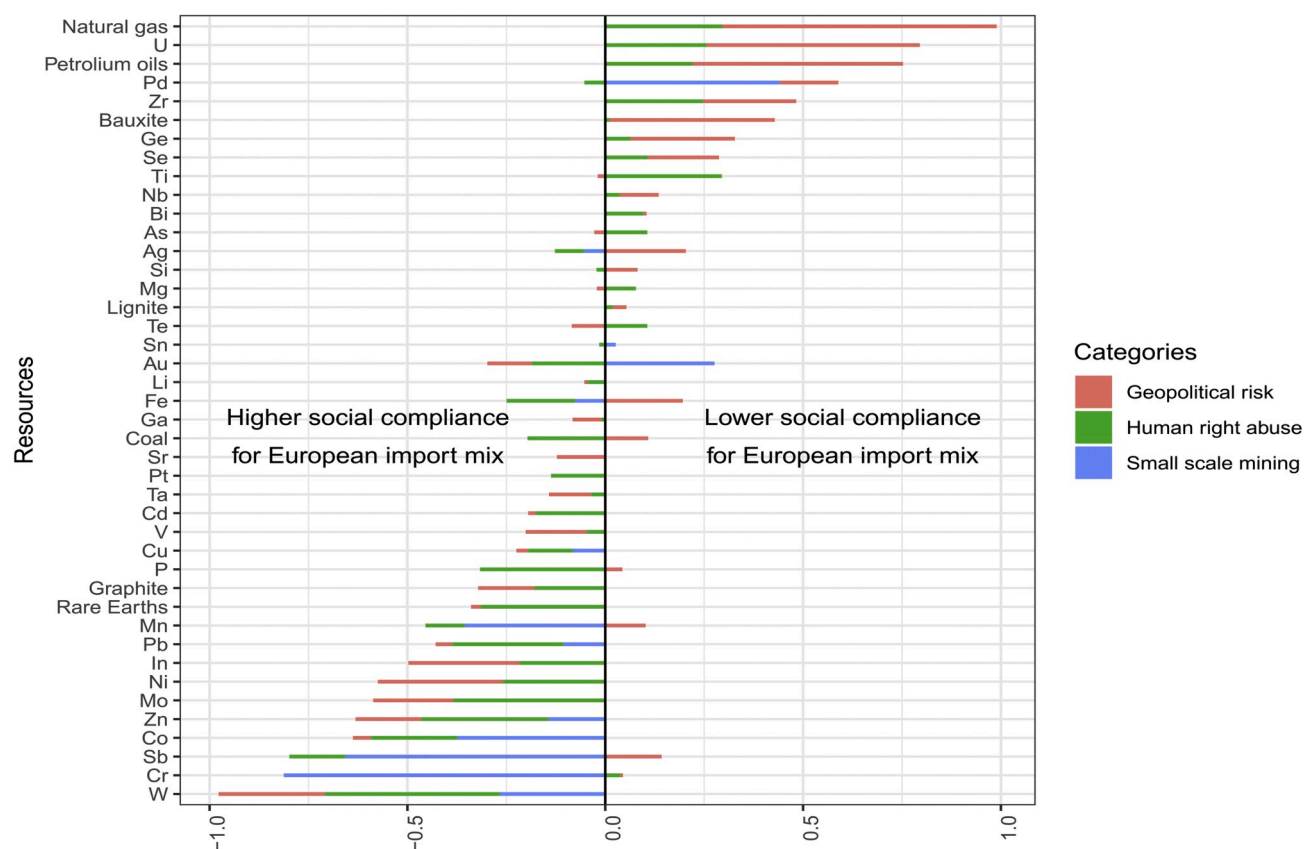 Natural gas
U
Petrolium oils
Pd
Zr
Bauxite
Ge
Se
Ti
Nb
Bi
As
Ag
Si
Mg
Lignite
Te
Sn
Au
Li
Fe
Ga
Coal
Sr
Pt
Ta
Cd
V
Cu
P
Graphite
Rare Earths
Mn
Pb
In
Ni
Mo
Zn
Co
Sb
Cr
W
Resources
Higher social compliance
for European import mix
Lower social compliance
for European import mix
-1.0
-0.5
0.0
0.5
1.0
Categories
Geopolitical risk
Human right abuse
Small scale mining